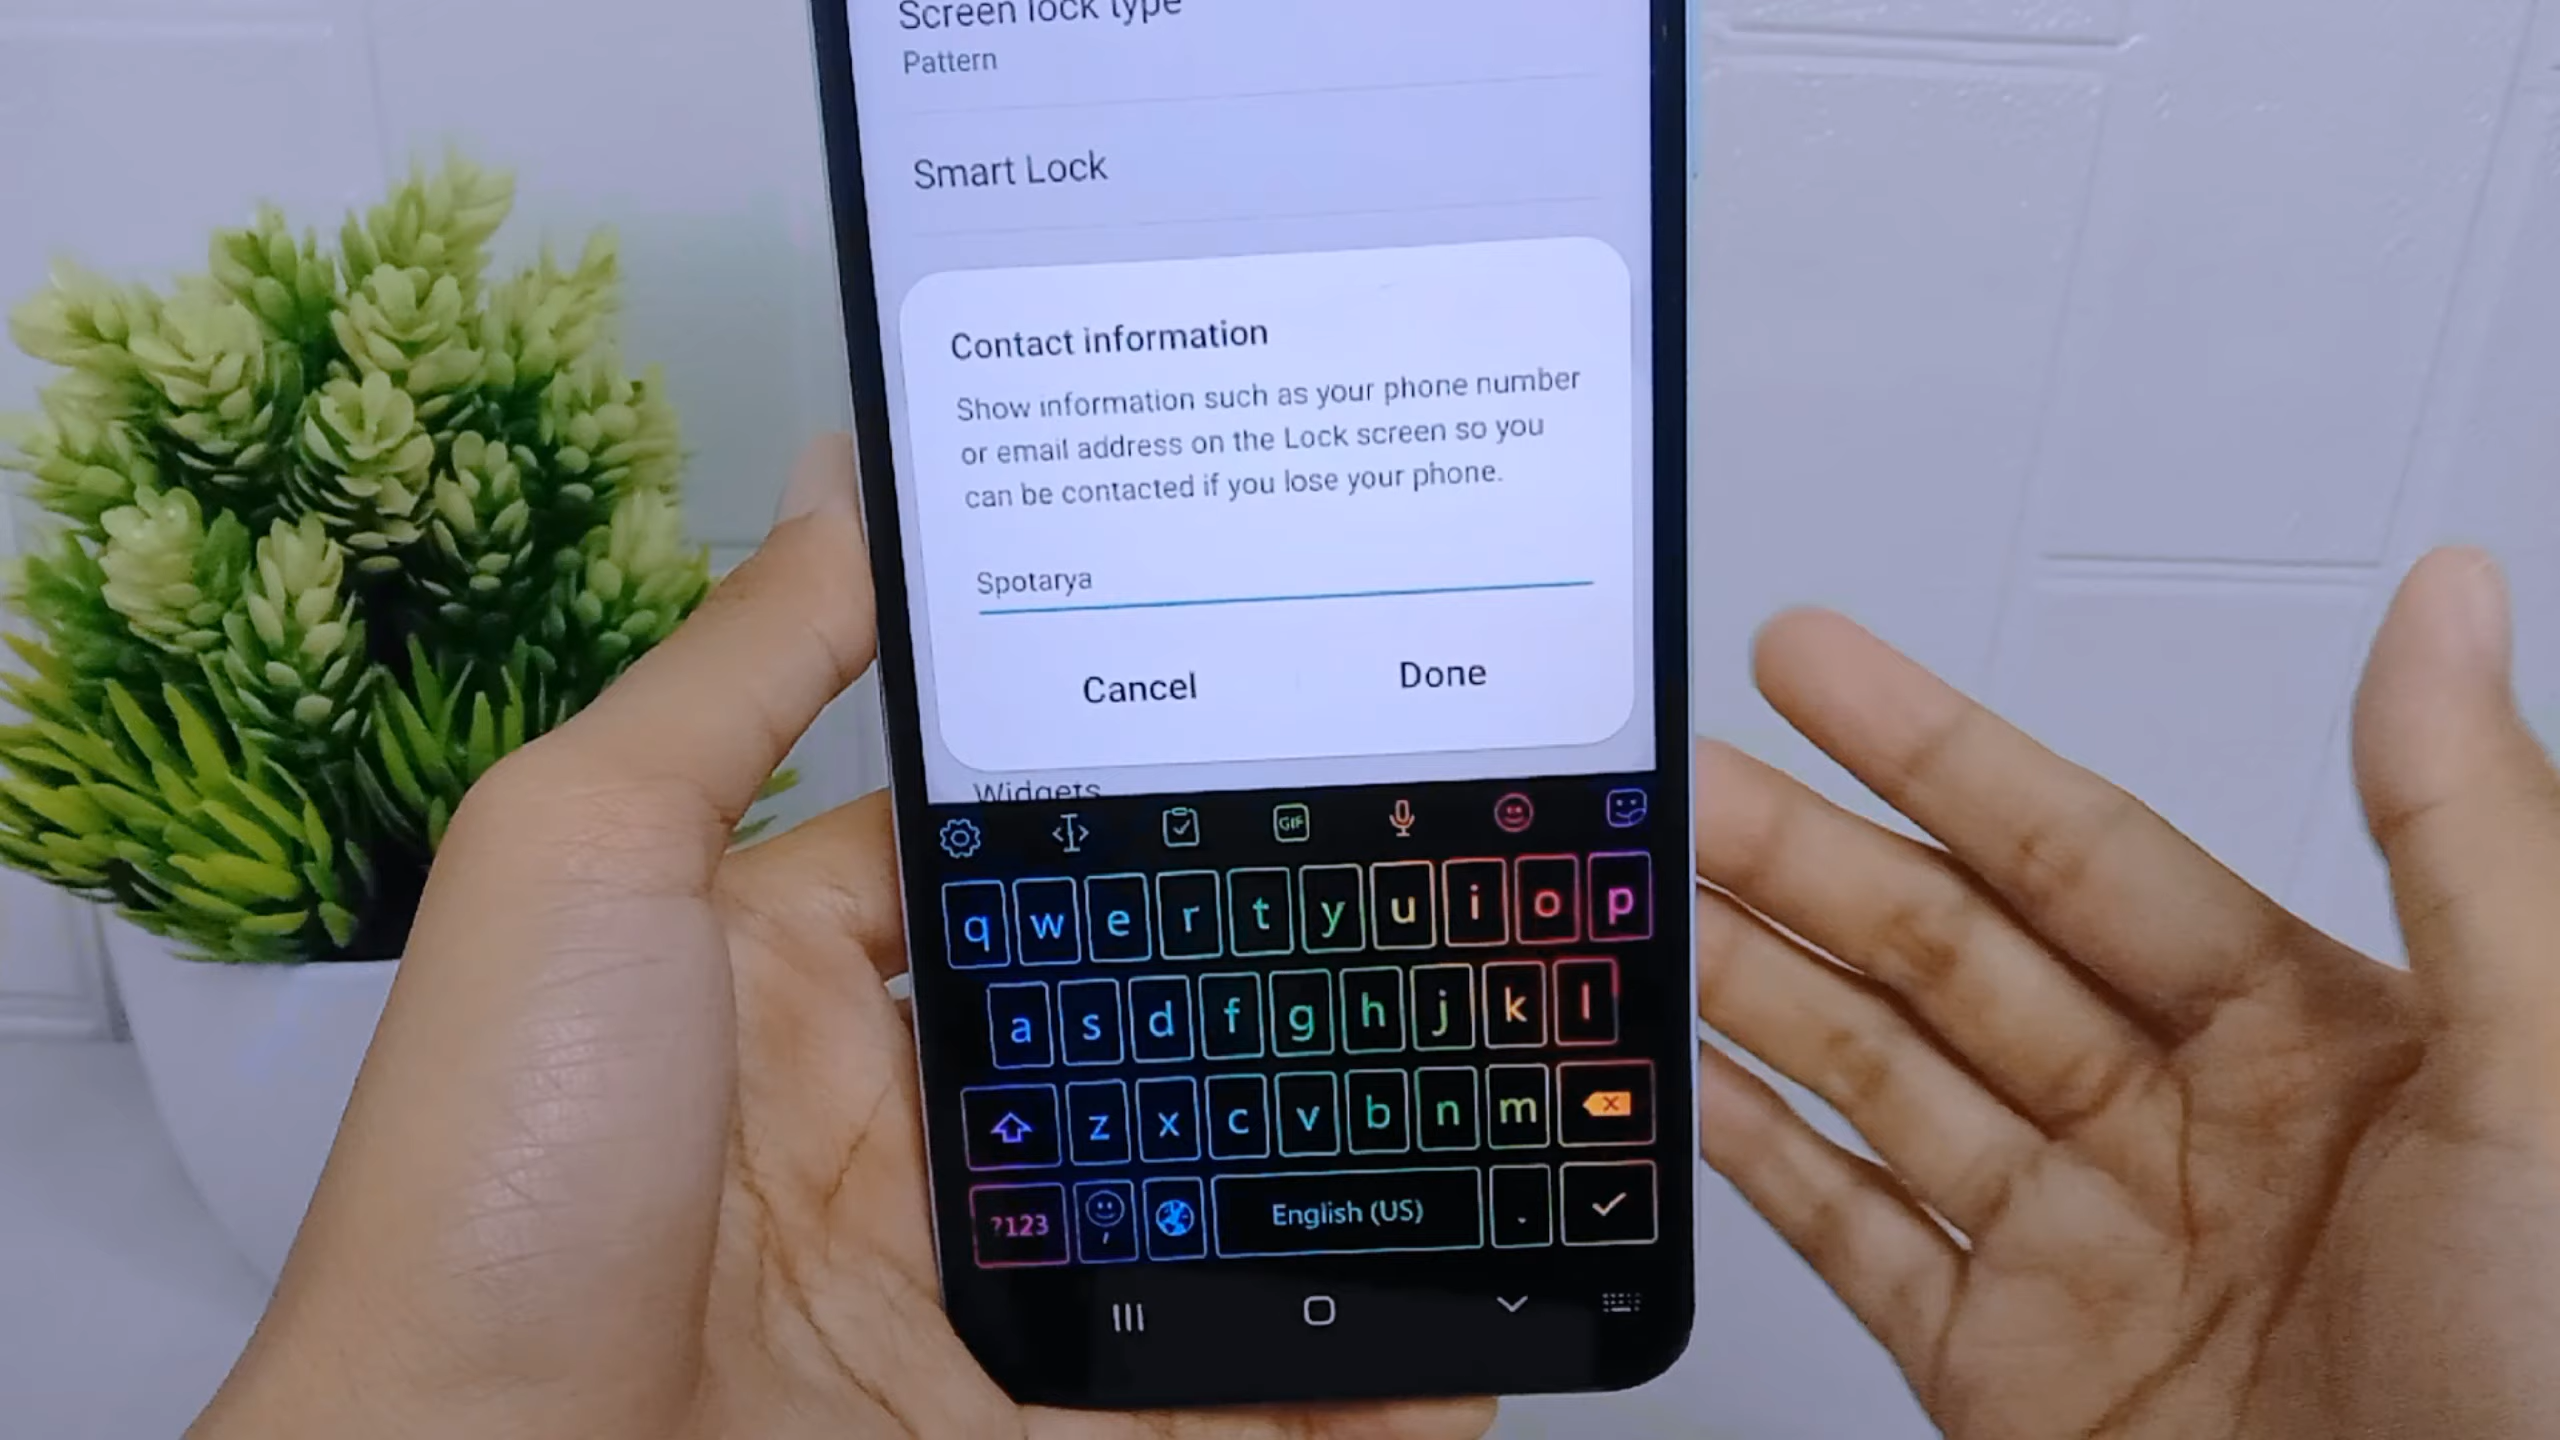 Screen lock type
Pattern
Smart Lock
Contact information
Show information such as your phone number
or email address on the Lock screen so you
can be contacted if you lose your phone.
Spotarya
Cancel Done
Widgets
GIF
q w e r t y u i o p
a s d f g h j k l
z x c v b n m
?123 , English (US) .